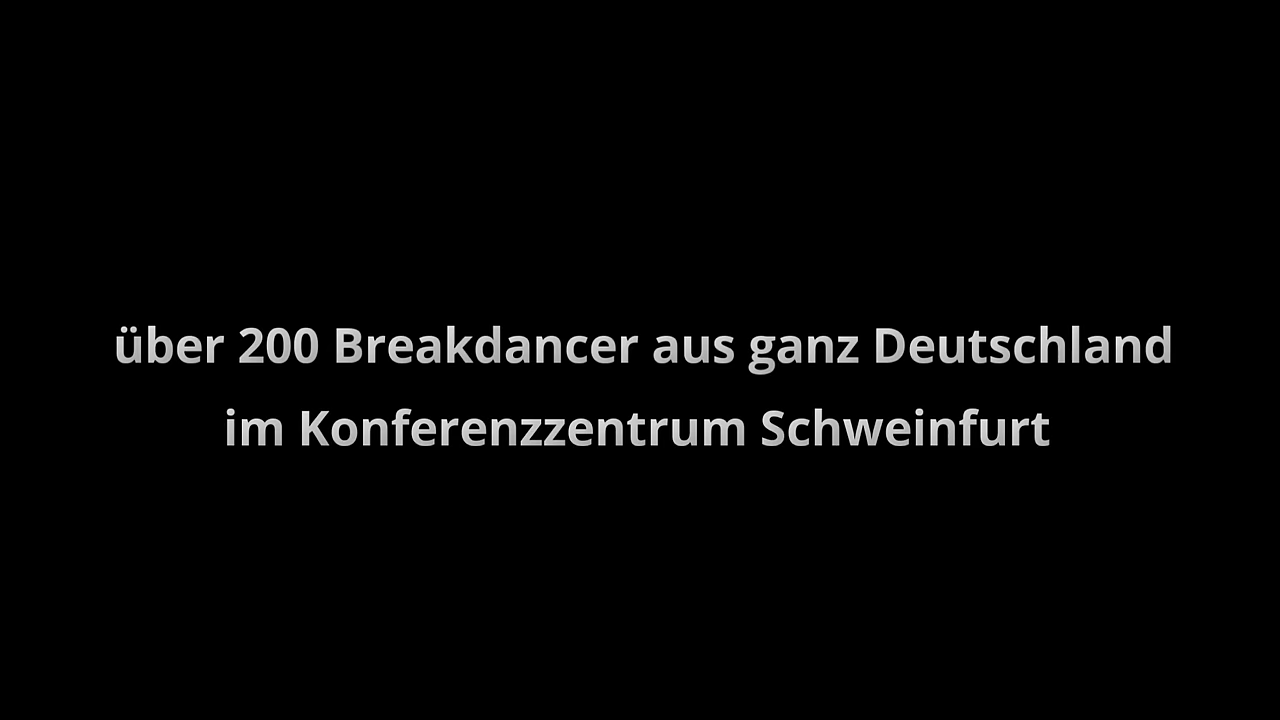 über 200 Breakdancer aus ganz Deutschland
im Konferenzzentrum Schweinfurt